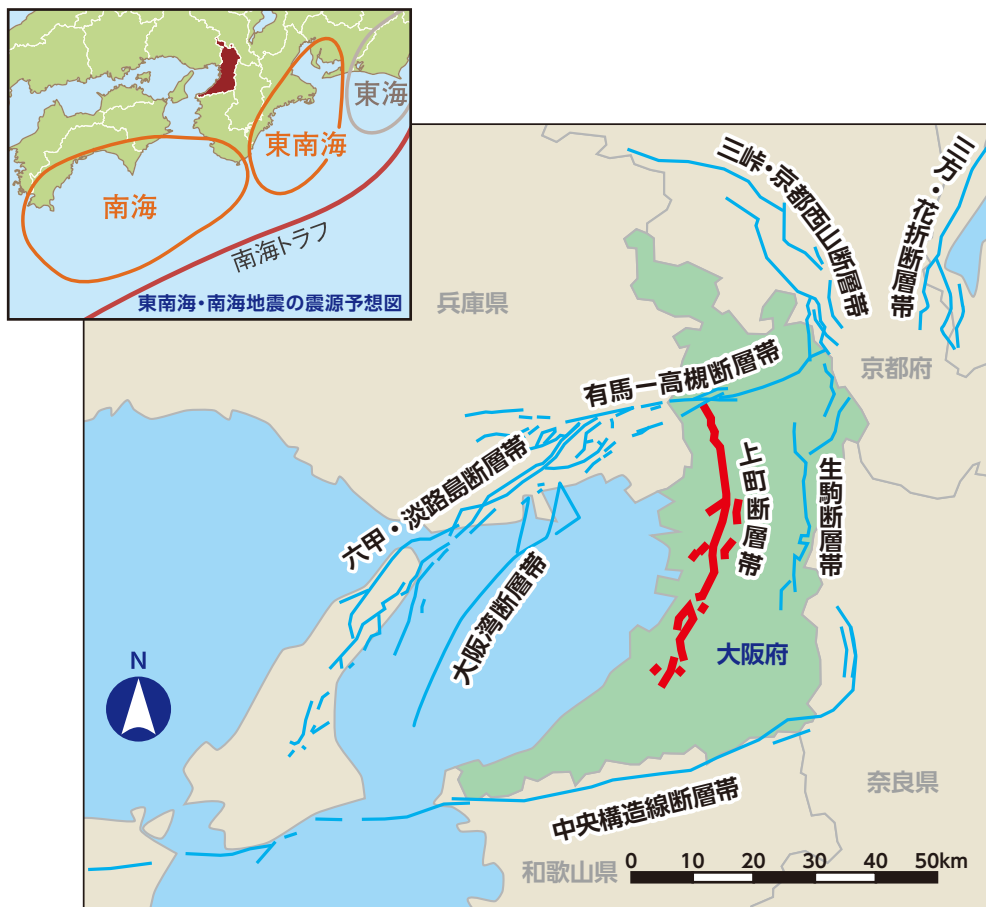 東海
東南海
南海
南海トラフ
東南海・南海地震の震源予想図
三峠・京都西山断層帯
三方・花折断層帯
兵庫県
京都府
有馬ー高槻断層帯
六甲・淡路島断層帯
上町断層帯
生駒断層帯
大阪湾断層帯
大阪府
N
奈良県
中央構造線断層帯
和歌山県
0 10 20 30 40 50km